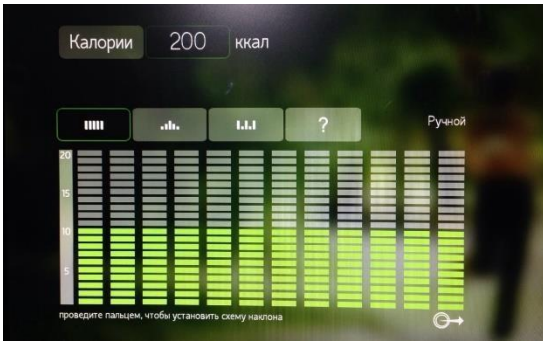 Калории 200 ккал
?
Ручной
20
15
10
5
проведите пальцем, чтобы установить схему наклона